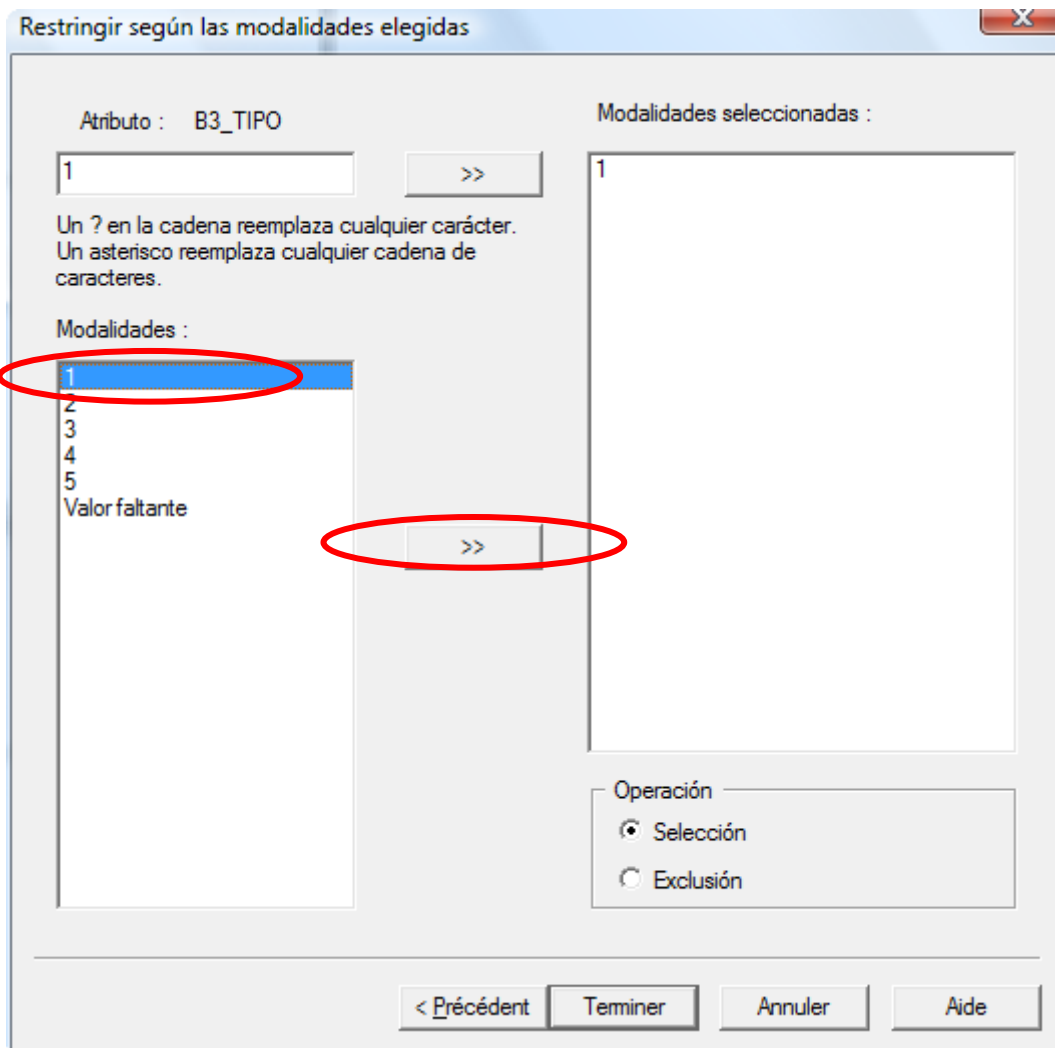 Restringir según las modalidades elegidas
X
Atributo : B3_TIPO
1
>>
Un ? en la cadena reemplaza cualquier carácter.
Un asterisco reemplaza cualquier cadena de
caracteres.
Modalidades :
1
2
3
4
5
Valor faltante
>>
Modalidades seleccionadas :
1
Operación
Selección
Exclusión
< Précédent
Terminer
Annuler
Aide